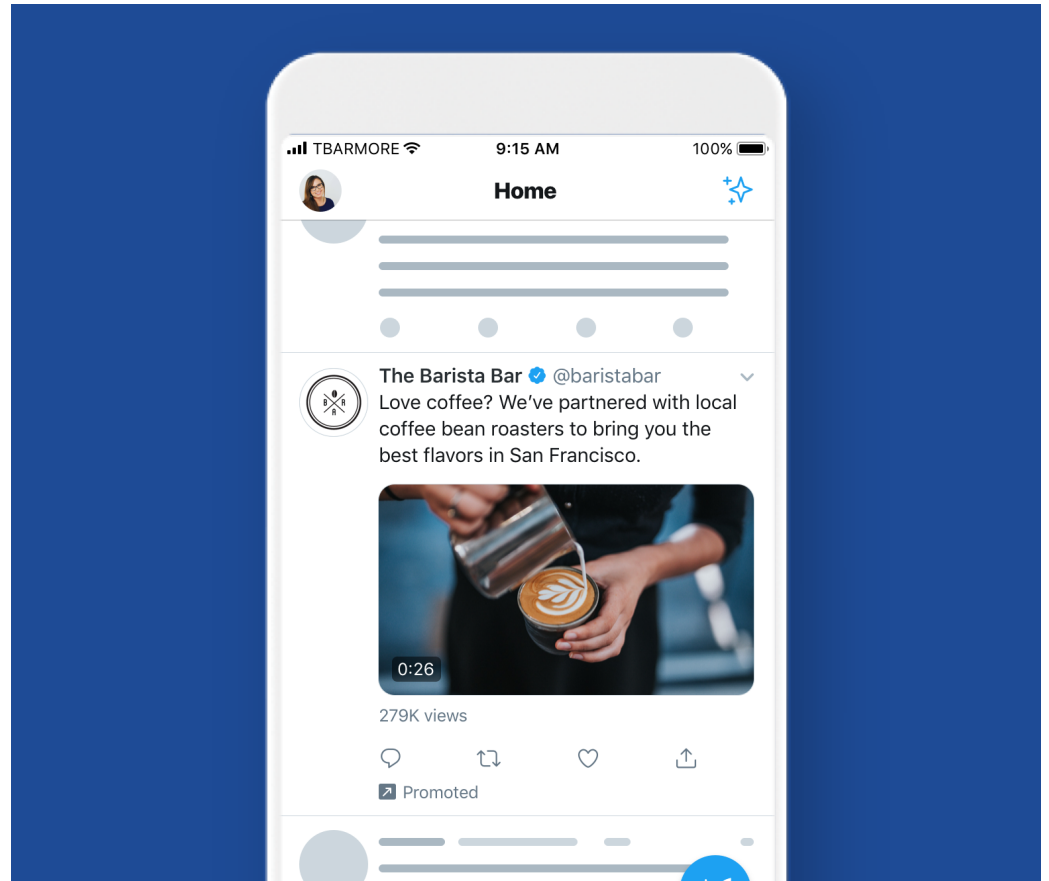 TBARMORE 9:15 AM 100%
Home
The Barista Bar @baristabar
Love coffee? We’ve partnered with local
coffee bean roasters to bring you the
best flavors in San Francisco.
B A R A
0:26
279K views
Promoted